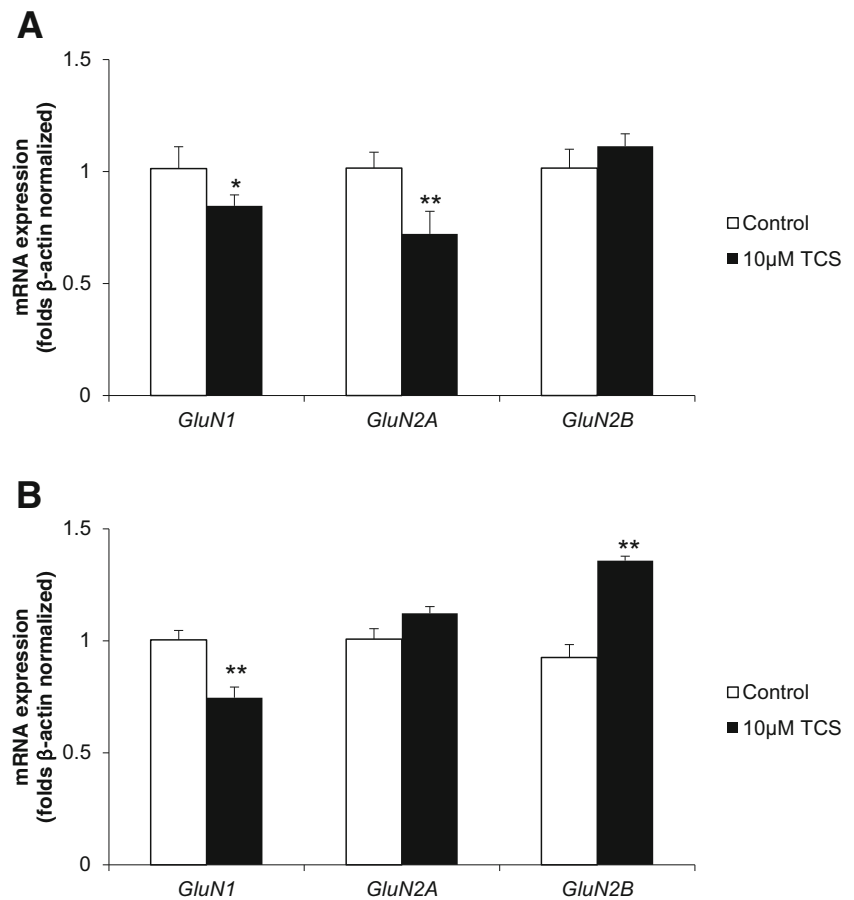 A
mRNA expression
(folds β-actin normalized)
1.5
1
0.5
0
*
**
GluN1
GluN2A
GluN2B
Control
10µM TCS
B
mRNA expression
(folds β-actin normalized)
1.5
1
0.5
0
**
**
GluN1
GluN2A
GluN2B
Control
10µM TCS